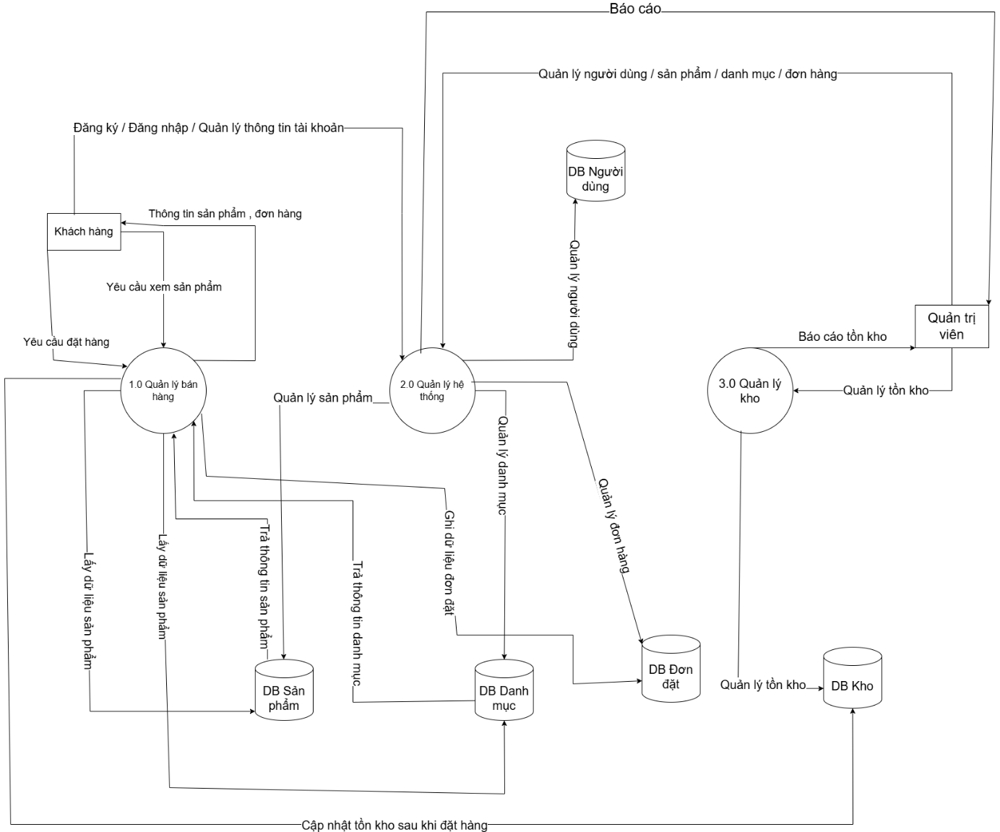 Báo cáo
Quản lý người dùng / sản phẩm / danh mục / đơn hàng
Đăng ký / Đăng nhập / Quản lý thông tin tài khoản
DB Người
dùng
Thông tin sản phẩm , đơn hàng
Khách hàng
Yêu cầu xem sản phẩm
Quản lý người dùng
Quản trị
viên
Báo cáo tồn kho
Yêu cầu đặt hàng
1.0 Quản lý bán
hàng
2.0 Quản lý hệ
thống
3.0 Quản lý
kho
Quản lý tồn kho
Quản lý sản phẩm
Quản lý danh mục
Quản lý đơn hàng
Ghi dữ liệu đơn đặt
Lấy dữ liệu sản phẩm
Lấy dữ liệu sản phẩm
Trả thông tin sản phẩm
Trả thông tin danh mục
DB Sản
phẩm
DB Danh
mục
DB Đơn
đặt
Quản lý tồn kho
DB Kho
Cập nhật tồn kho sau khi đặt hàng